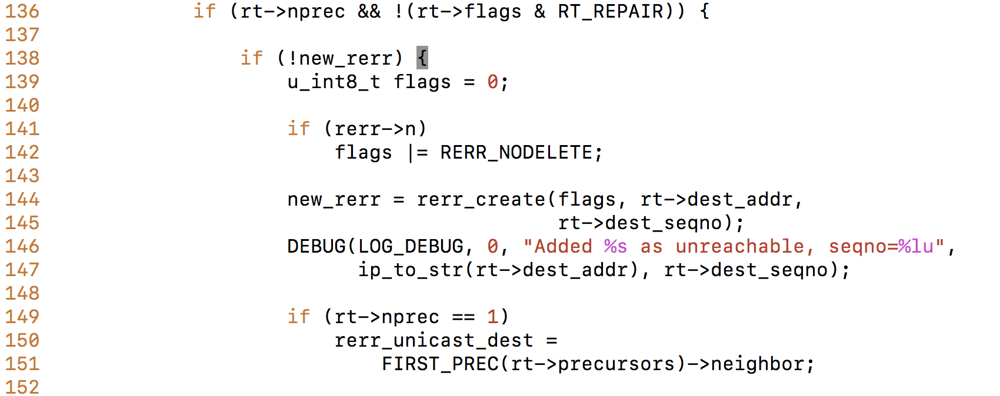 136             if (rt->nprec && !(rt->flags & RT_REPAIR)) {
137
138                 if (!new_rerr) {
139                     u_int8_t flags = 0;
140
141                     if (rerr->n)
142                         flags |= RERR_NODELETE;
143
144                     new_rerr = rerr_create(flags, rt->dest_addr,
145                                            rt->dest_seqno);
146                     DEBUG(LOG_DEBUG, 0, "Added %s as unreachable, seqno=%lu",
147                           ip_to_str(rt->dest_addr), rt->dest_seqno);
148
149                     if (rt->nprec == 1)
150                         rerr_unicast_dest =
151                             FIRST_PREC(rt->precursors)->neighbor;
152